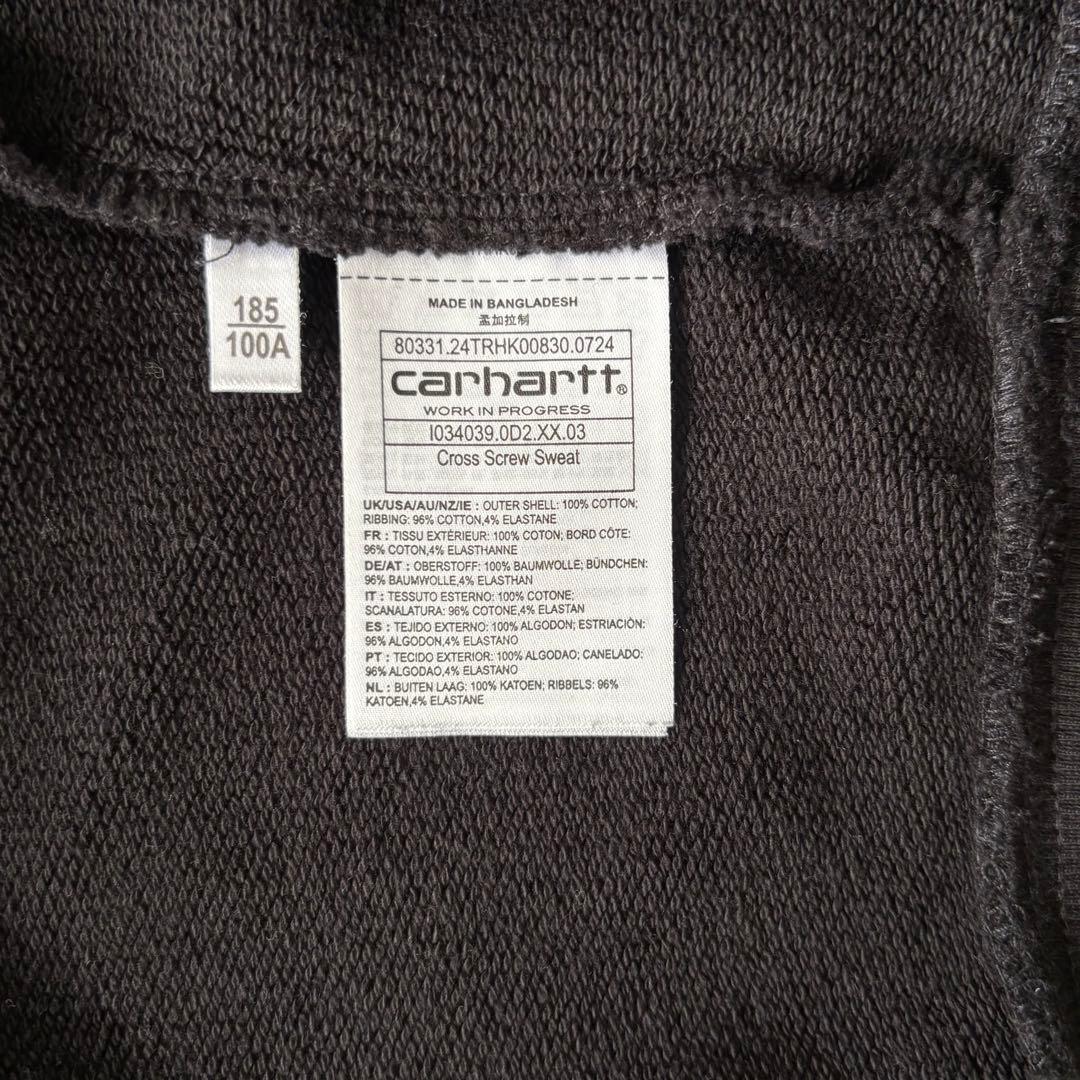 185
100A
MADE IN BANGLADESH
孟加拉制
80331.24TRHK00830.0724
carhartt®
WORK IN PROGRESS
I034039.0D2.XX.03
Cross Screw Sweat
UK/USA/AU/NZ/IE : OUTER SHELL: 100% COTTON;
RIBBING: 96% COTTON,4% ELASTANE
FR : TISSU EXTÉRIEUR: 100% COTON; BORD CÔTE:
96% COTON,4% ELASTHANNE
DE/AT : OBERSTOFF: 100% BAUMWOLLE; BÜNDCHEN:
96% BAUMWOLLE,4% ELASTHAN
IT : TESSUTO ESTERNO: 100% COTONE;
SCANALATURA: 96% COTONE,4% ELASTAN
ES : TEJIDO EXTERNO: 100% ALGODON; ESTRIACIÓN:
96% ALGODON,4% ELASTANO
PT : TECIDO EXTERIOR: 100% ALGODAO; CANELADO:
96% ALGODAO,4% ELASTANO
NL : BUITEN LAAG: 100% KATOEN; RIBBELS: 96%
KATOEN,4% ELASTANE